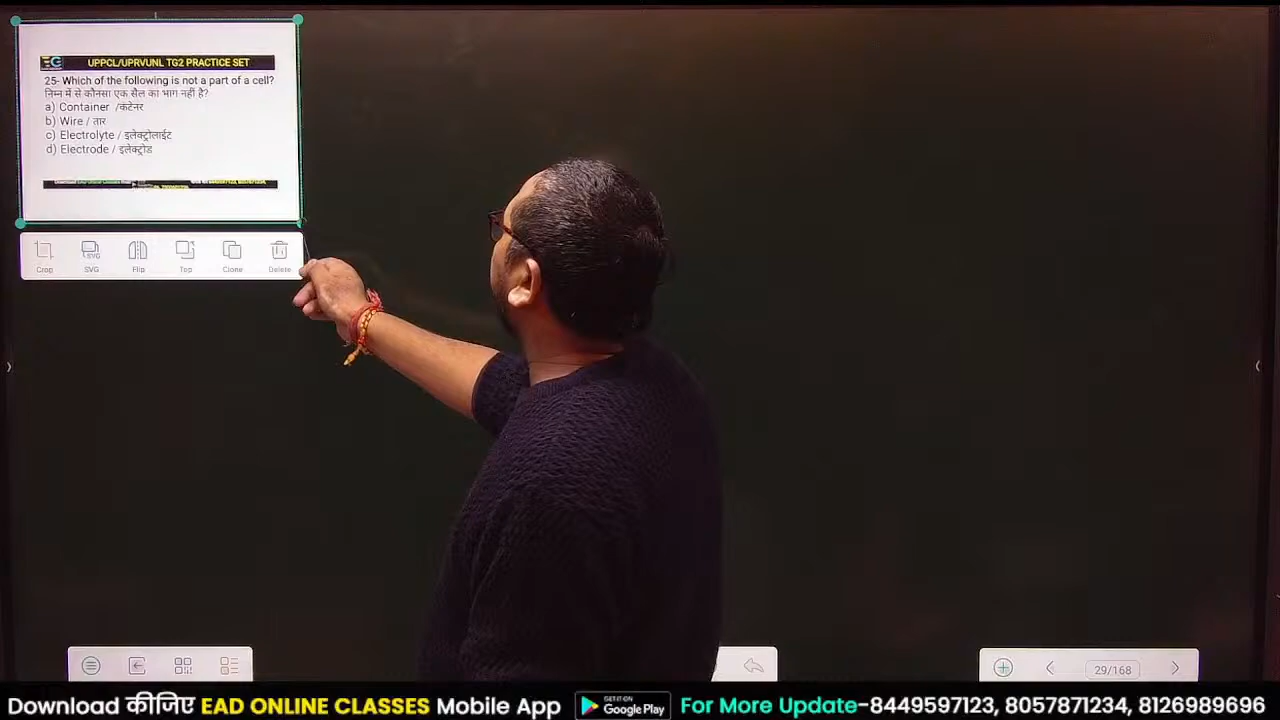 EG
UPPCL/UPRVUNL TG2 PRACTICE SET
25- Which of the following is not a part of a cell?
निम्न में से कौनसा एक सैल का भाग नहीं है?
a) Container /कंटेनर
b) Wire / तार
c) Electrolyte / इलेक्ट्रोलाईट
d) Electrode / इलेक्ट्रोड
Crop SVG Flip Top Clone Delete
29/168
Download कीजिए EAD ONLINE CLASSES Mobile App GET IT ON Google Play For More Update-8449597123, 8057871234, 8126989696